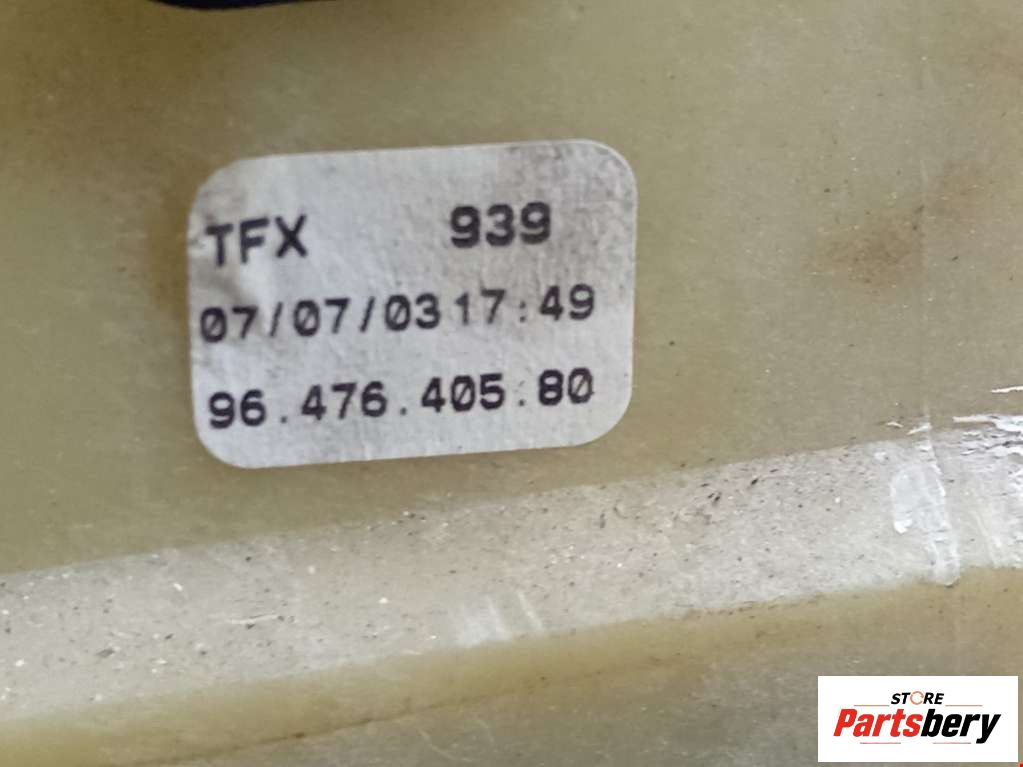 TFX 939
07/07/03 17:49
96.476.405.80
STORE
Partsbery